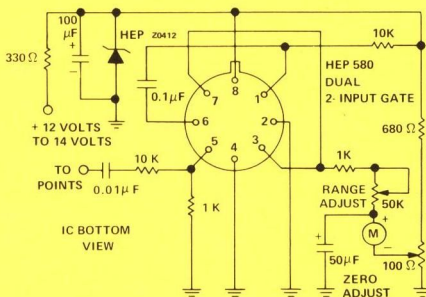 100
μF
+
−
HEP Z0412
330 Ω
+ 12 VOLTS
TO 14 VOLTS
0.1μF
10K
HEP 580
DUAL
2- INPUT GATE
7
8
1
6
2
5
4
3
680 Ω
TO
POINTS
10 K
0.01μF
1 K
1K
RANGE
ADJUST
50K
+
M
−
IC BOTTOM
VIEW
+
50μF
100 Ω
ZERO
ADJUST